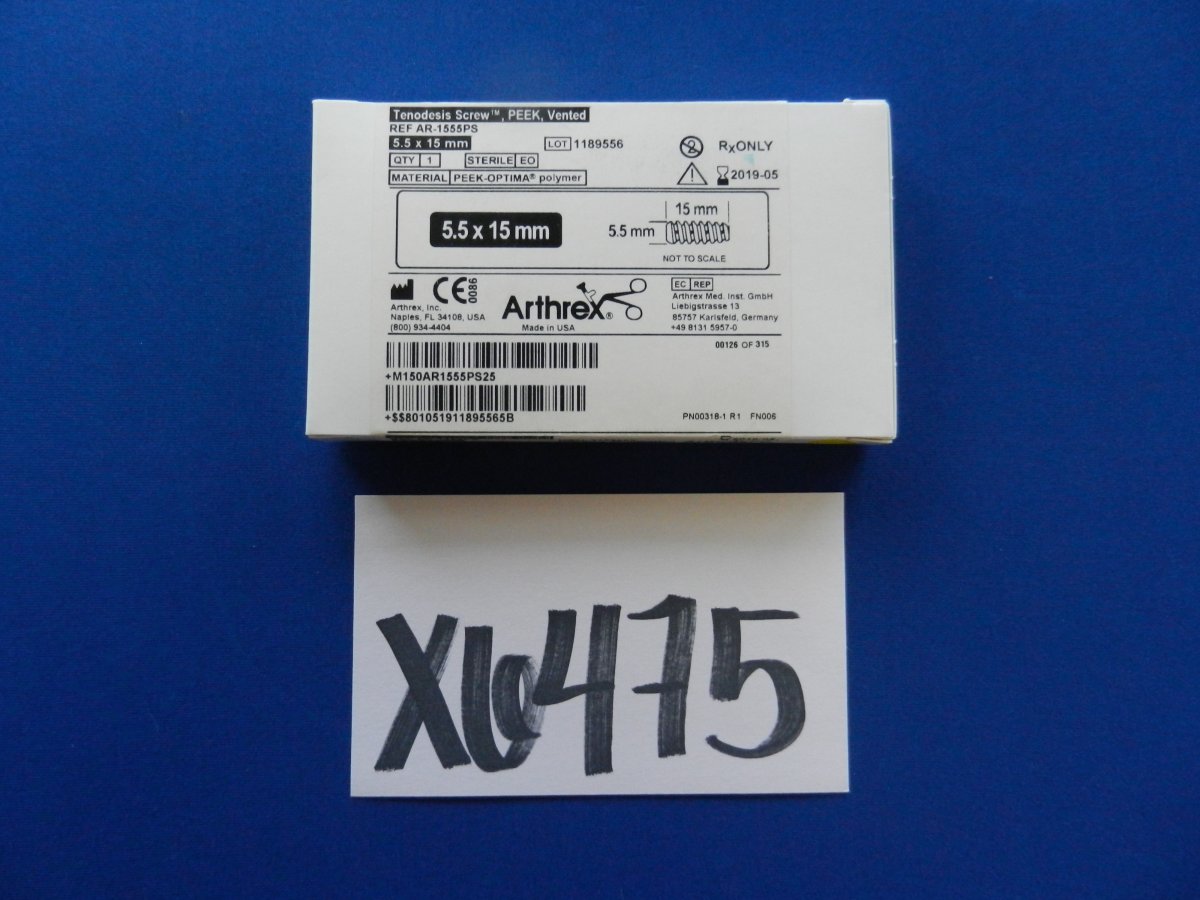 Tenodesis Screw™, PEEK, Vented
REF AR-1555PS
5.5 x 15 mm
LOT 1189556
QTY 1 STERILE EO
RxONLY
MATERIAL PEEK-OPTIMA® polymer
2019-05
5.5 x 15 mm
15 mm
5.5 mm
NOT TO SCALE
CE 0086
Arthrex, Inc.
Naples, FL 34108, USA
(800) 934-4404
Arthrex®
Made in USA
EC REP
Arthrex Med. Inst. GmbH
Liebigstrasse 13
85757 Karlsfeld, Germany
+49 8131 5957-0
00126 OF 315
+M150AR1555PS25
+$$801051911895565B
PN00318-1 R1 FN006
X6475